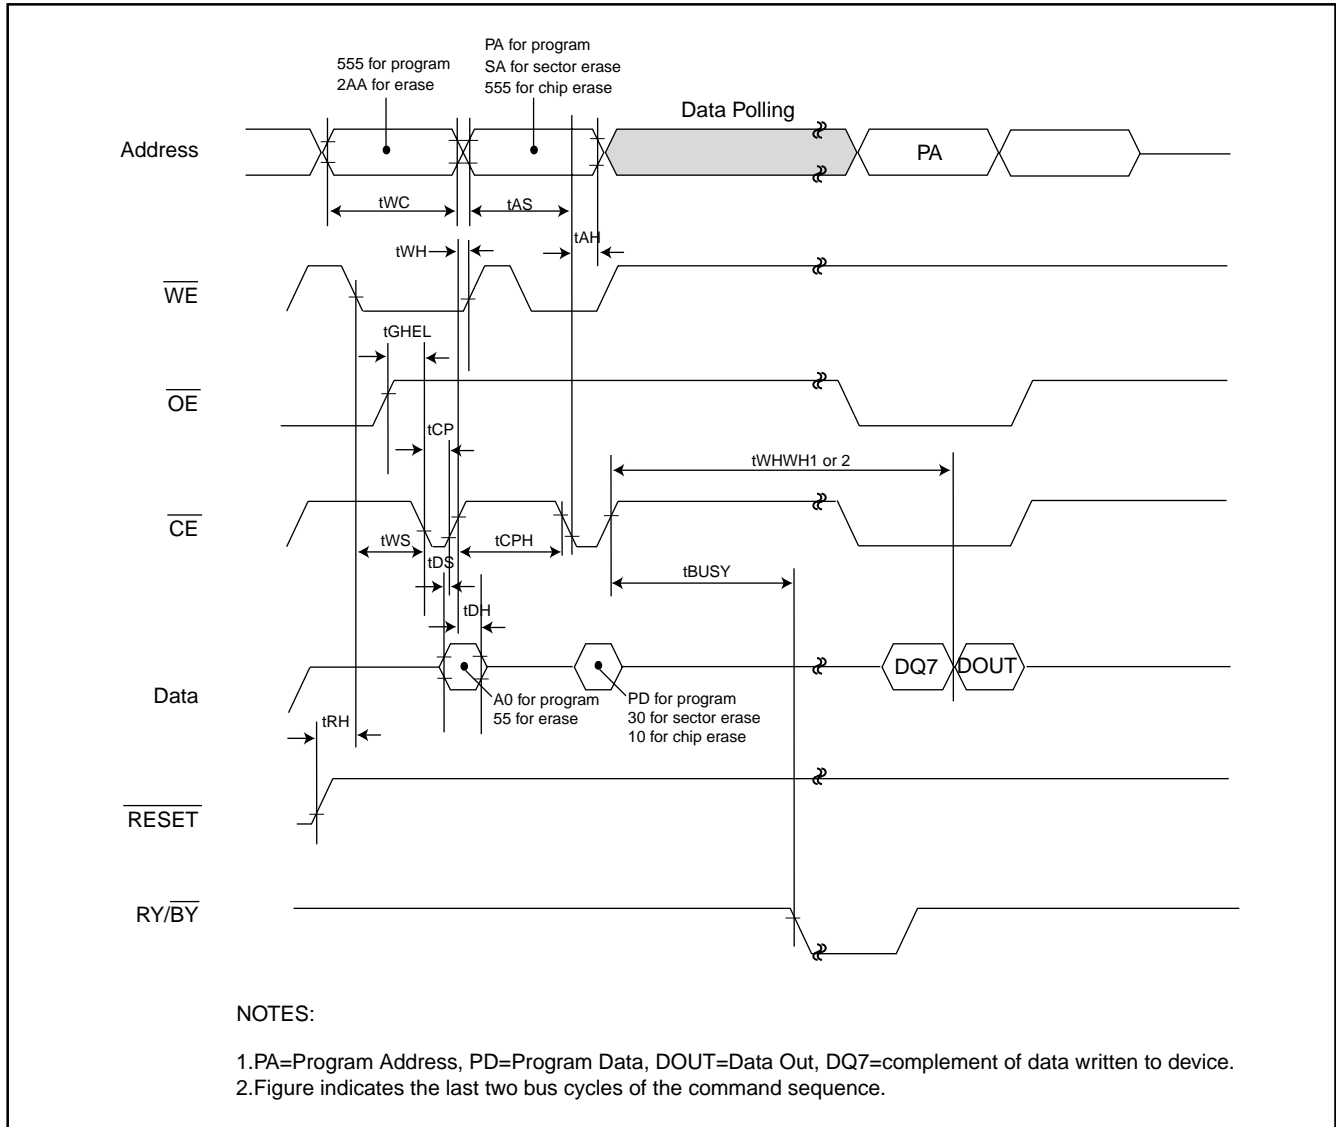 555 for program
2AA for erase
PA for program
SA for sector erase
555 for chip erase
Data Polling
Address
PA
tWC
tAS
tWH
tAH
WE
tGHEL
OE
tCP
tWHWH1 or 2
CE
tWS
tCPH
tDS
tBUSY
tDH
DQ7
DOUT
Data
A0 for program
55 for erase
PD for program
30 for sector erase
10 for chip erase
tRH
RESET
RY/BY
NOTES:
1.PA=Program Address, PD=Program Data, DOUT=Data Out, DQ7=complement of data written to device.
2.Figure indicates the last two bus cycles of the command sequence.